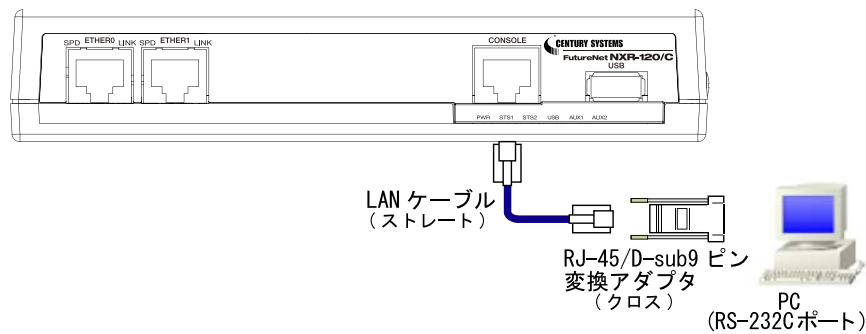 SPD ETHER0 LINK SPD ETHER1 LINK
CONSOLE
CENTURY SYSTEMS
FutureNet NXR-120/C
USB
PWR STS1 STS2 USB AUX1 AUX2
LAN ケーブル
(ストレート)
RJ-45/D-sub9 ピン
変換アダプタ
(クロス)
PC
(RS-232Cポート)